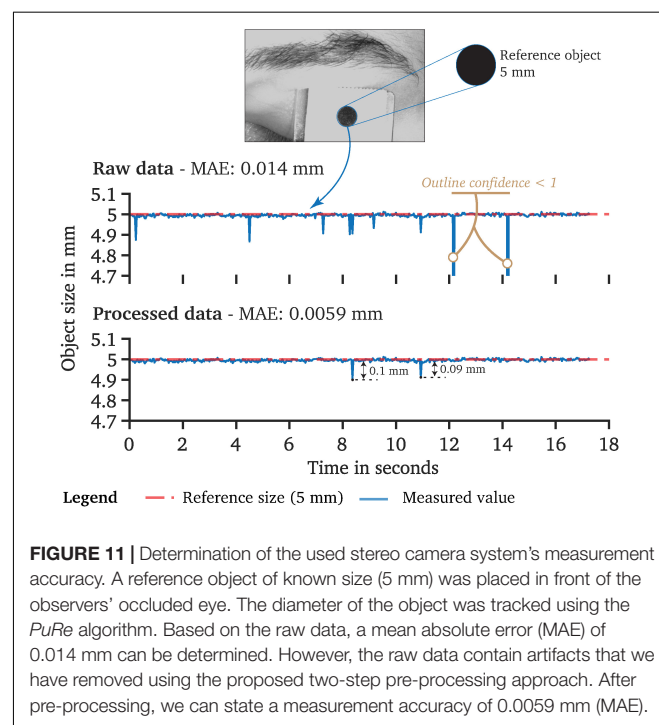 Reference object
5 mm
Raw data - MAE: 0.014 mm
Outline confidence < 1
5.1
5
4.9
4.8
4.7
Object size in mm
Processed data - MAE: 0.0059 mm
5.1
5
4.9
4.8
4.7
0.1 mm
0.09 mm
0 2 4 6 8 10 12 14 16 18
Time in seconds
Legend Reference size (5 mm) Measured value
FIGURE 11 | Determination of the used stereo camera system's measurement
accuracy. A reference object of known size (5 mm) was placed in front of the
observers' occluded eye. The diameter of the object was tracked using the
PuRe algorithm. Based on the raw data, a mean absolute error (MAE) of
0.014 mm can be determined. However, the raw data contain artifacts that we
have removed using the proposed two-step pre-processing approach. After
pre-processing, we can state a measurement accuracy of 0.0059 mm (MAE).